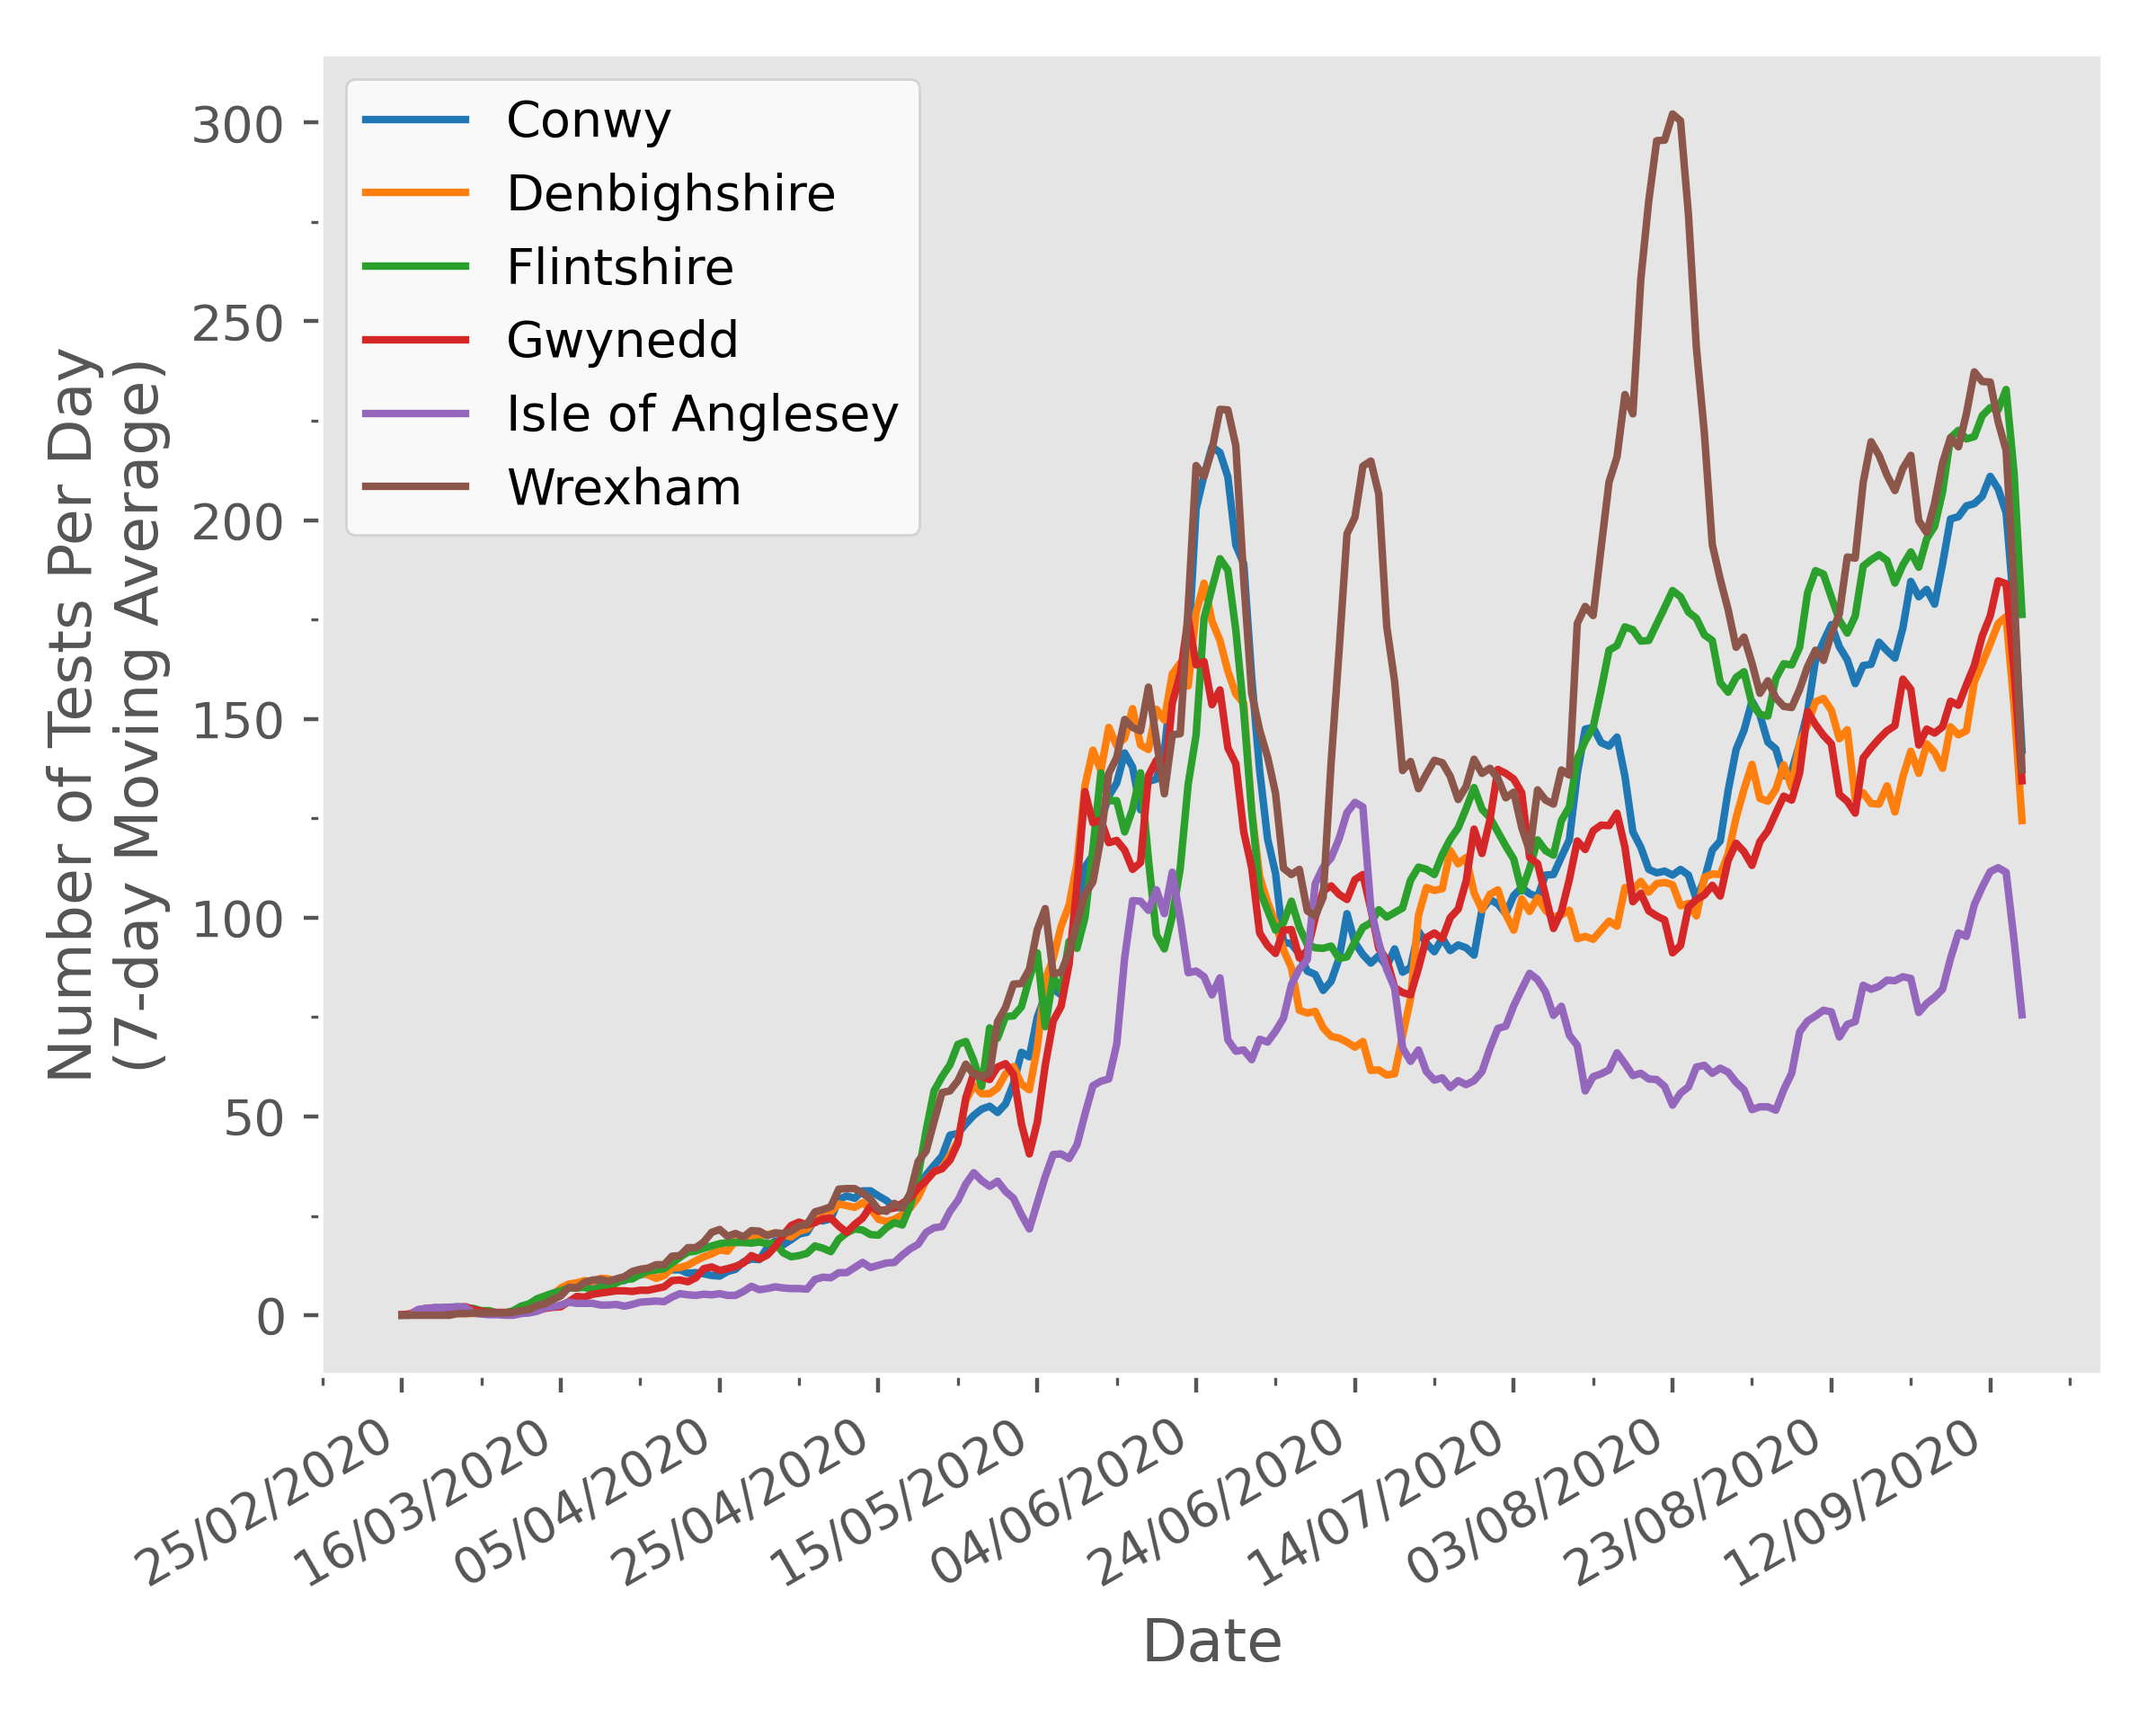 Number of Tests Per Day
(7-day Moving Average)
300
250
200
150
100
50
0
Conwy
Denbighshire
Flintshire
Gwynedd
Isle of Anglesey
Wrexham
25/02/2020
16/03/2020
05/04/2020
25/04/2020
15/05/2020
04/06/2020
24/06/2020
14/07/2020
03/08/2020
23/08/2020
12/09/2020
Date